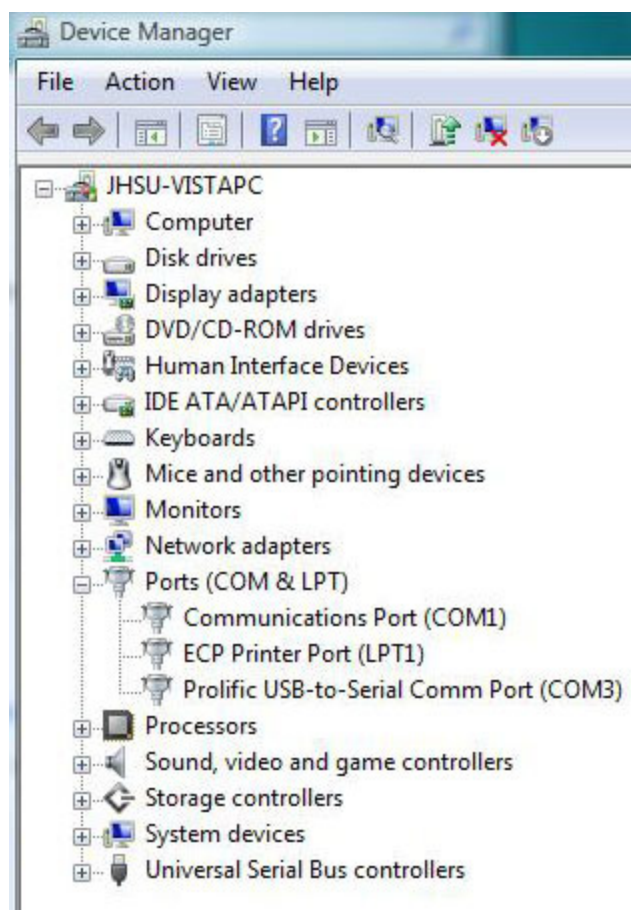 Device Manager
File Action View Help
JHSU-VISTAPC
Computer
Disk drives
Display adapters
DVD/CD-ROM drives
Human Interface Devices
IDE ATA/ATAPI controllers
Keyboards
Mice and other pointing devices
Monitors
Network adapters
Ports (COM & LPT)
Communications Port (COM1)
ECP Printer Port (LPT1)
Prolific USB-to-Serial Comm Port (COM3)
Processors
Sound, video and game controllers
Storage controllers
System devices
Universal Serial Bus controllers